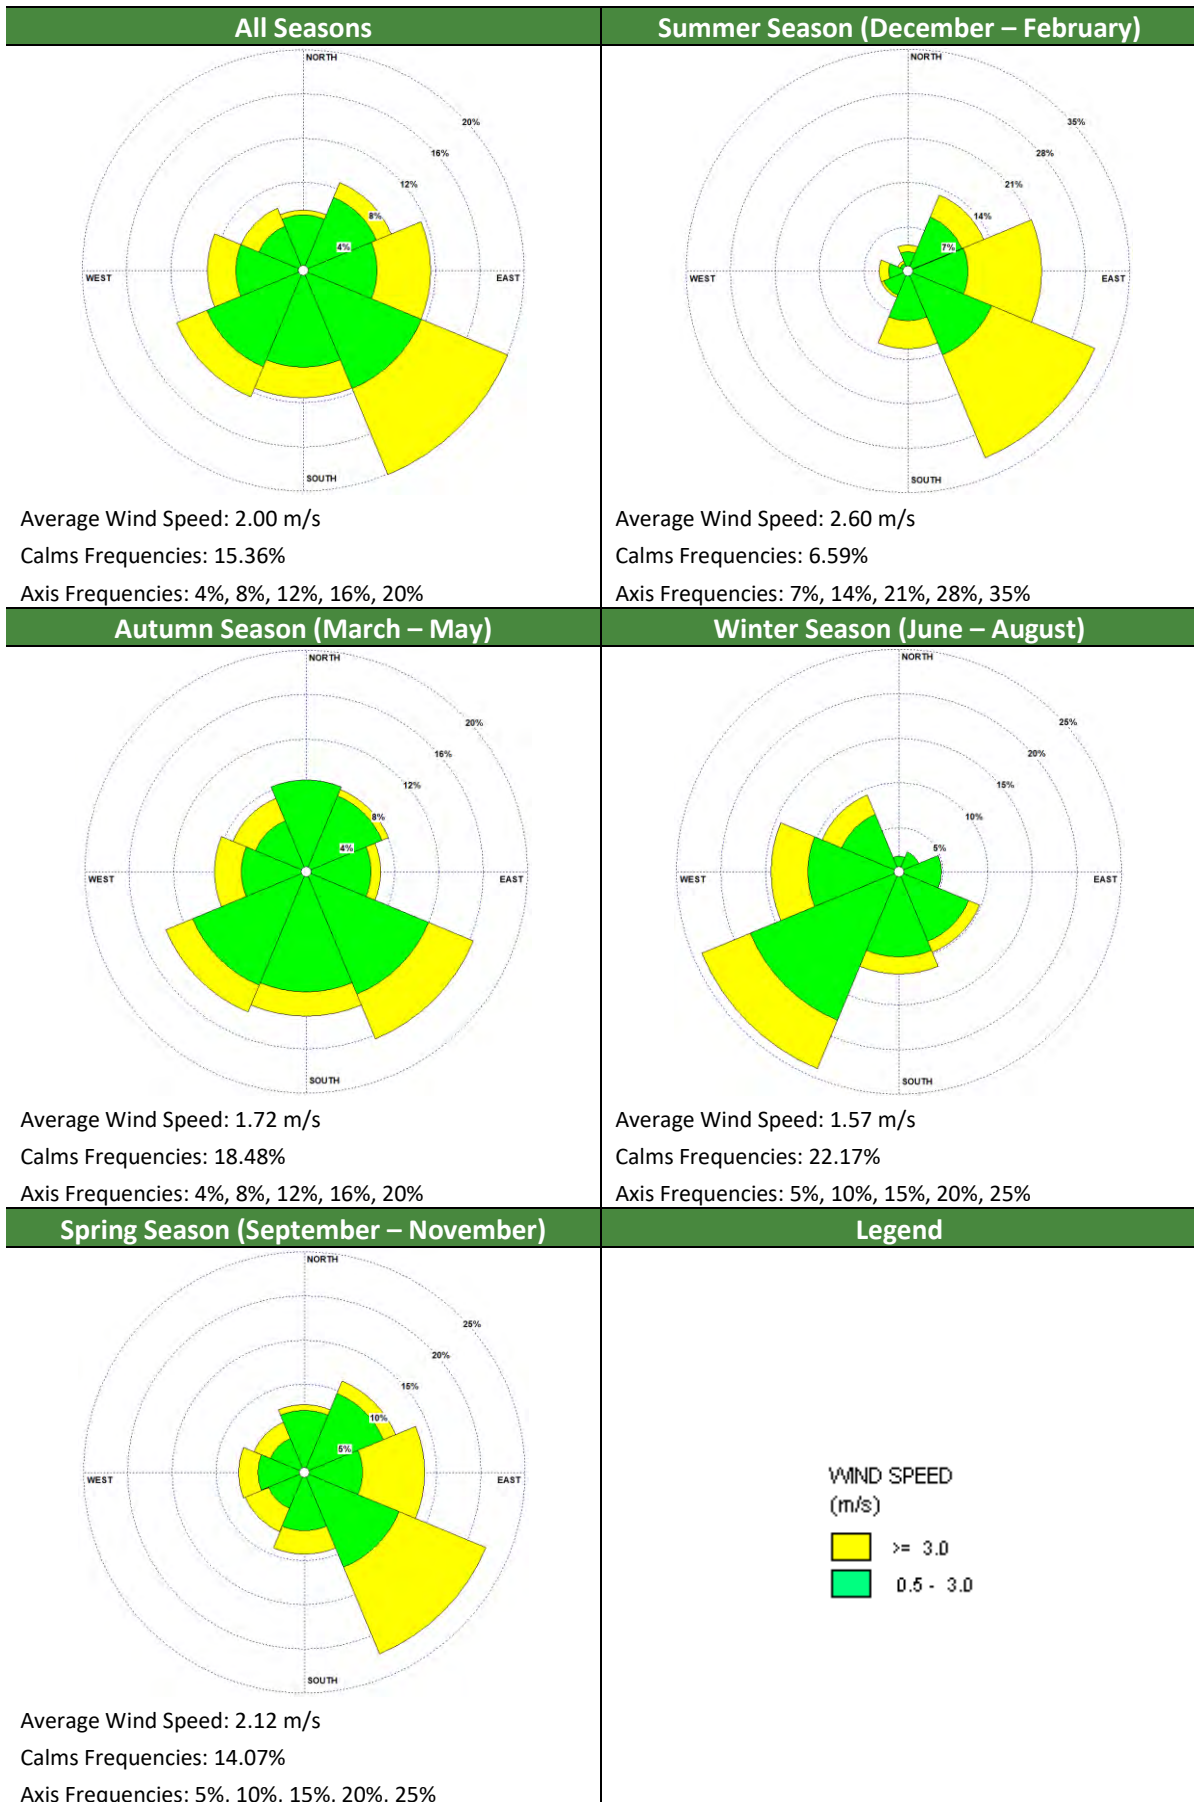 All Seasons
Summer Season (December – February)
NORTH
20%
16%
12%
8%
4%
WEST
EAST
SOUTH
NORTH
35%
28%
21%
14%
7%
WEST
EAST
SOUTH
Average Wind Speed: 2.00 m/s
Calms Frequencies: 15.36%
Axis Frequencies: 4%, 8%, 12%, 16%, 20%
Average Wind Speed: 2.60 m/s
Calms Frequencies: 6.59%
Axis Frequencies: 7%, 14%, 21%, 28%, 35%
Autumn Season (March – May)
Winter Season (June – August)
NORTH
20%
16%
12%
8%
4%
WEST
EAST
SOUTH
NORTH
25%
20%
15%
10%
5%
WEST
EAST
SOUTH
Average Wind Speed: 1.72 m/s
Calms Frequencies: 18.48%
Axis Frequencies: 4%, 8%, 12%, 16%, 20%
Average Wind Speed: 1.57 m/s
Calms Frequencies: 22.17%
Axis Frequencies: 5%, 10%, 15%, 20%, 25%
Spring Season (September – November)
Legend
NORTH
25%
20%
15%
10%
5%
WEST
EAST
SOUTH
WIND SPEED
(m/s)
>= 3.0
0.5 - 3.0
Average Wind Speed: 2.12 m/s
Calms Frequencies: 14.07%
Axis Frequencies: 5%, 10%, 15%, 20%, 25%